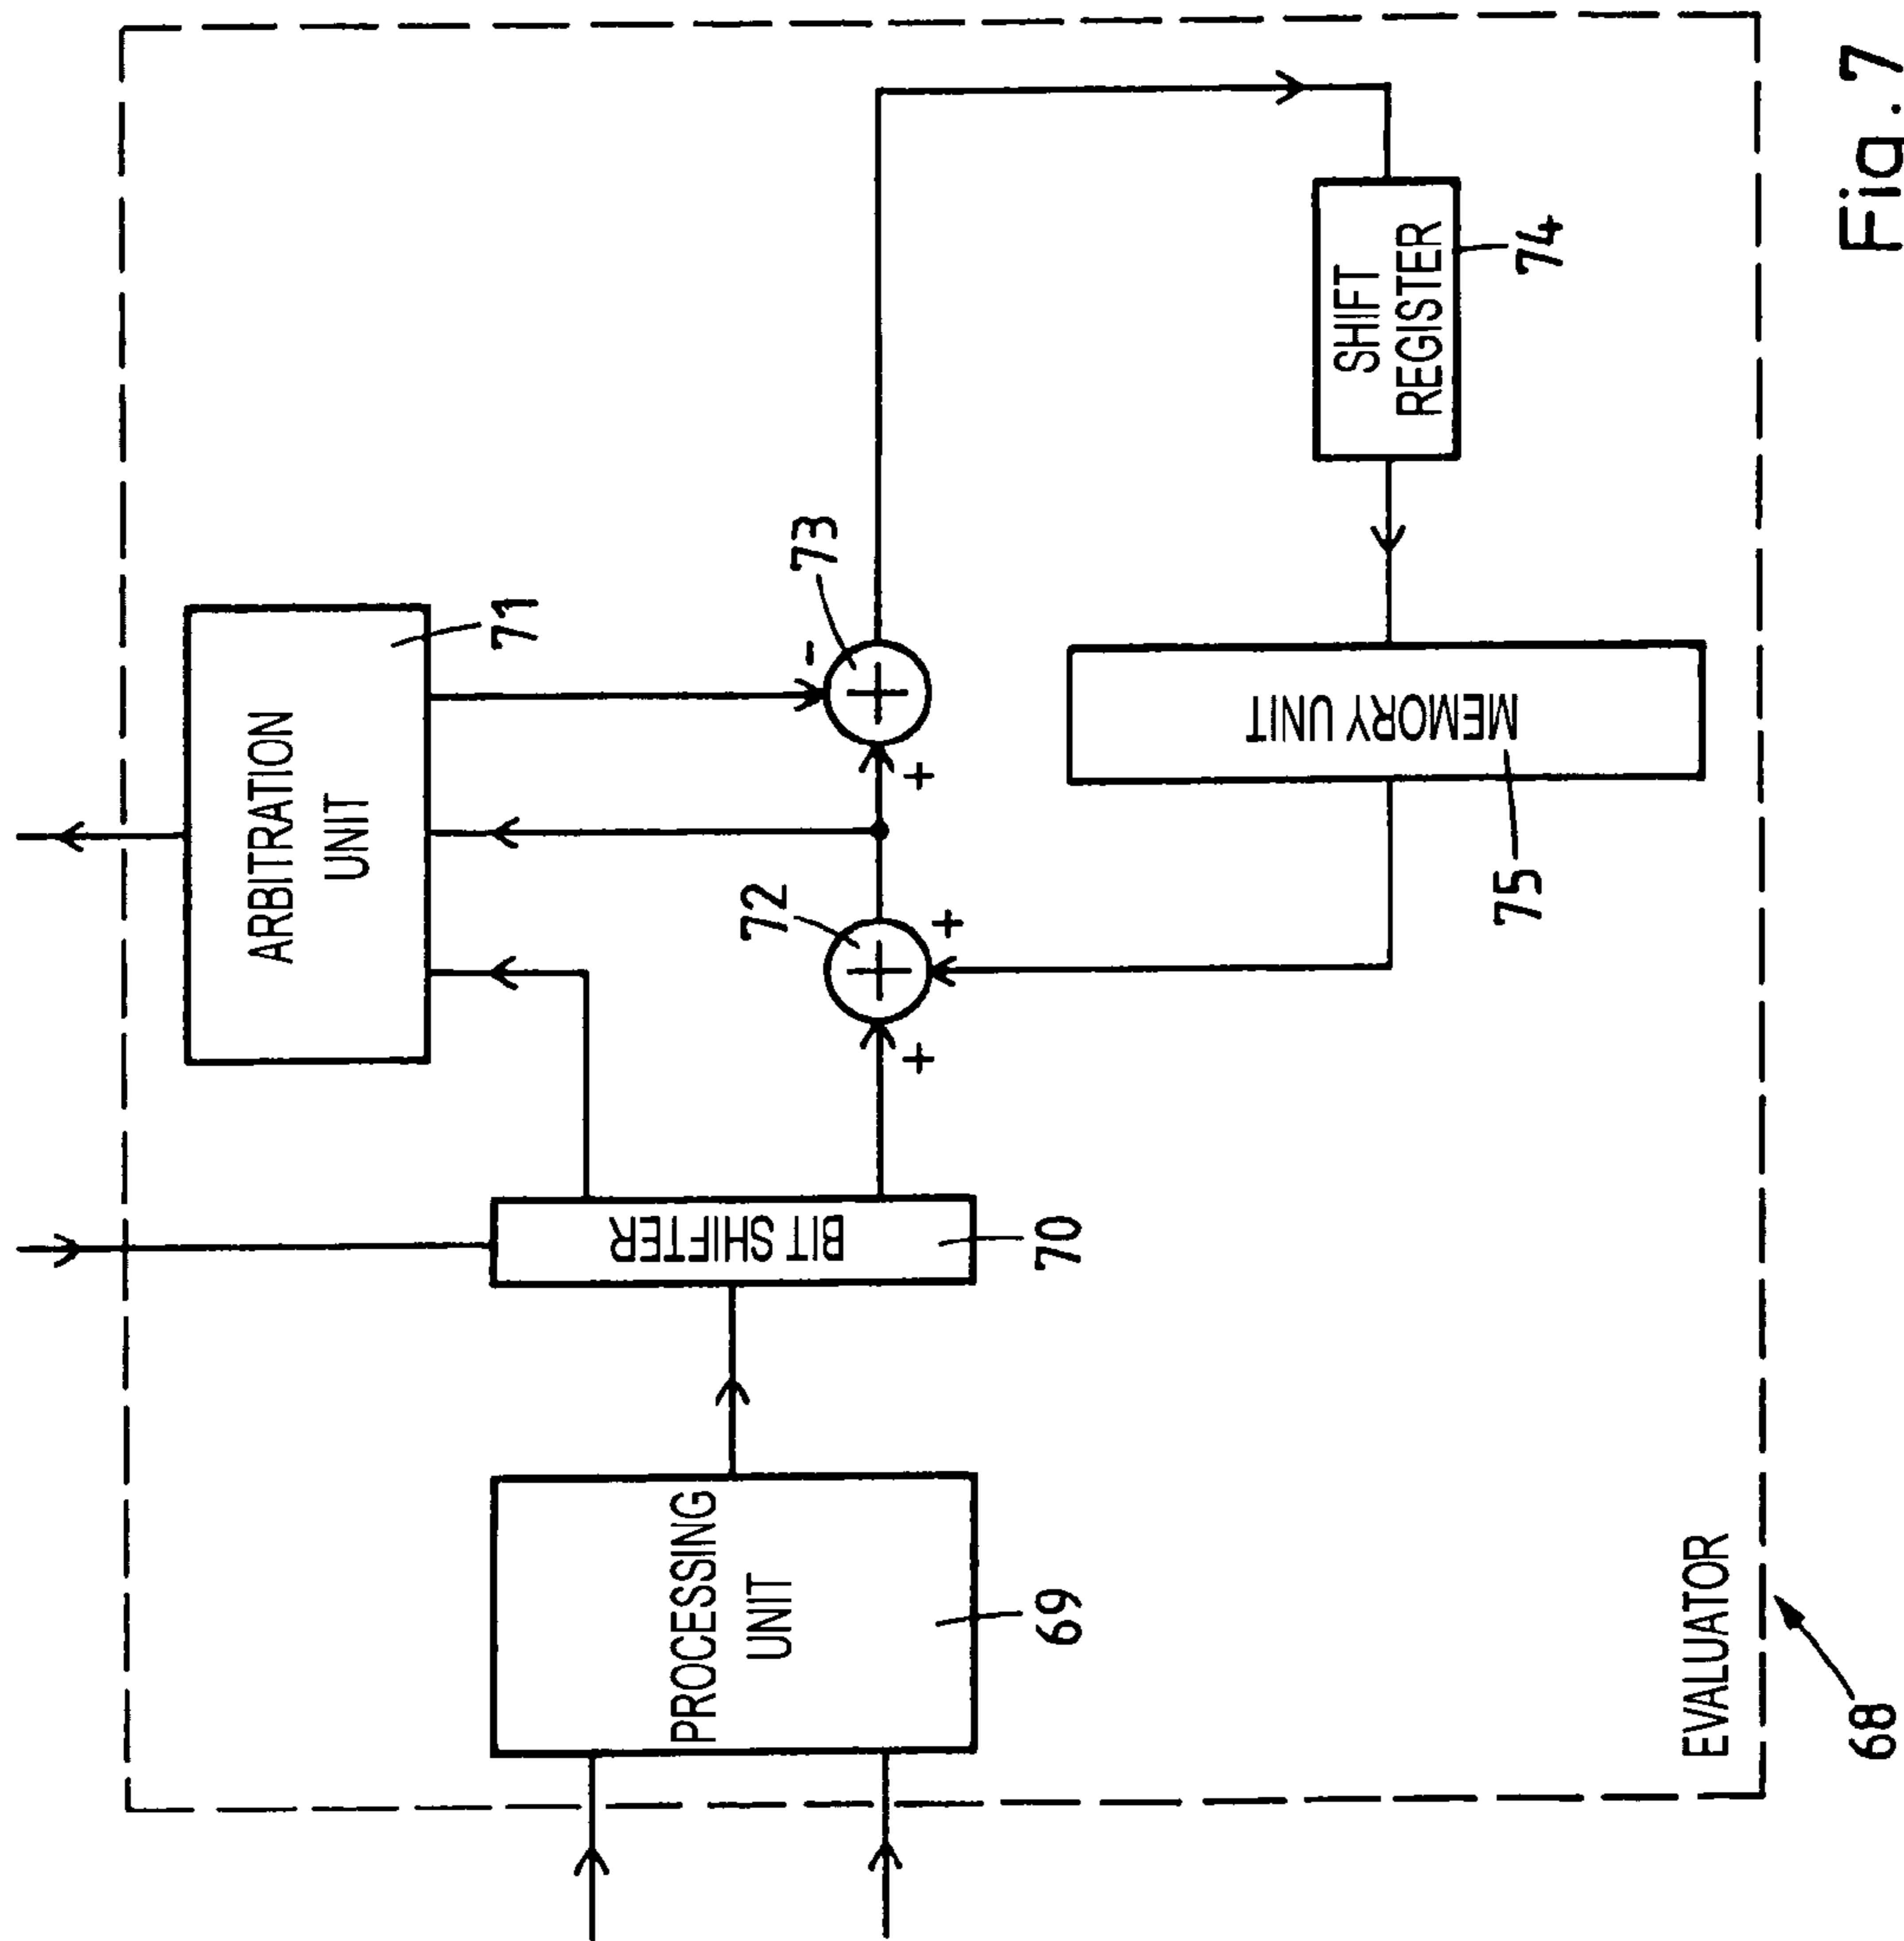 ARBITRATION
UNIT
71
PROCESSING
UNIT
69
BIT SHIFTER
70
+
72
+
+
-
73
MEMORY UNIT
75
SHIFT
REGISTER
74
EVALUATOR
68
Fig. 7